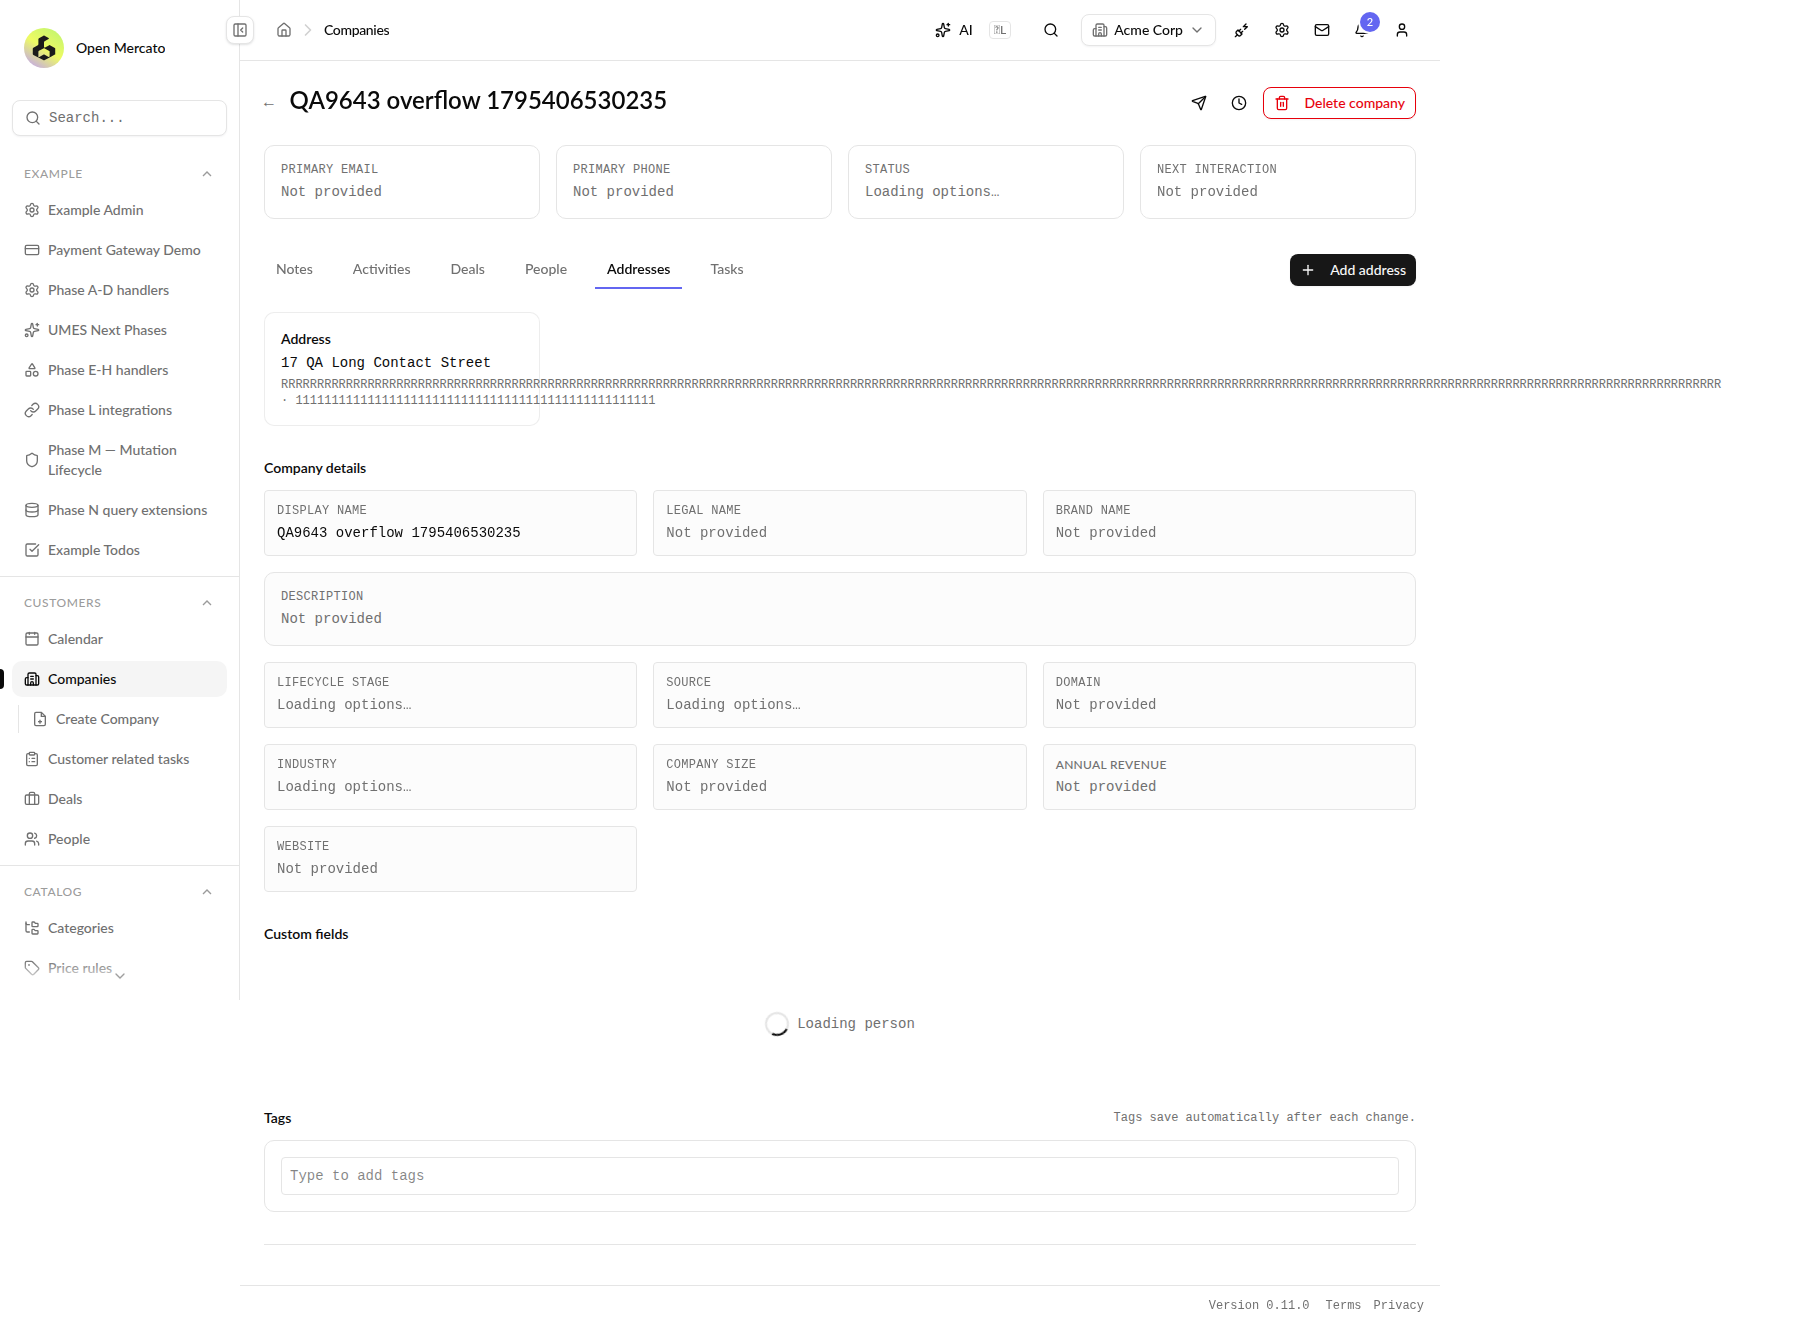 Open Mercato
Companies
AI
L
Acme Corp
2
Search...
← QA9643 overflow 1795406530235
Delete company
EXAMPLE
Example Admin
Payment Gateway Demo
Phase A-D handlers
UMES Next Phases
Phase E-H handlers
Phase L integrations
Phase M — Mutation
Lifecycle
Phase N query extensions
Example Todos
CUSTOMERS
Calendar
Companies
Create Company
Customer related tasks
Deals
People
CATALOG
Categories
Price rules
PRIMARY EMAIL
Not provided
PRIMARY PHONE
Not provided
STATUS
Loading options…
NEXT INTERACTION
Not provided
Notes
Activities
Deals
People
Addresses
Tasks
Add address
Address
17 QA Long Contact Street
· 11111111111111111111111111111111111111111111111111
Company details
DISPLAY NAME
QA9643 overflow 1795406530235
LEGAL NAME
Not provided
BRAND NAME
Not provided
DESCRIPTION
Not provided
LIFECYCLE STAGE
Loading options…
SOURCE
Loading options…
DOMAIN
Not provided
INDUSTRY
Loading options…
COMPANY SIZE
Not provided
ANNUAL REVENUE
Not provided
WEBSITE
Not provided
Custom fields
Loading person
Tags
Tags save automatically after each change.
Type to add tags
Version 0.11.0 Terms Privacy